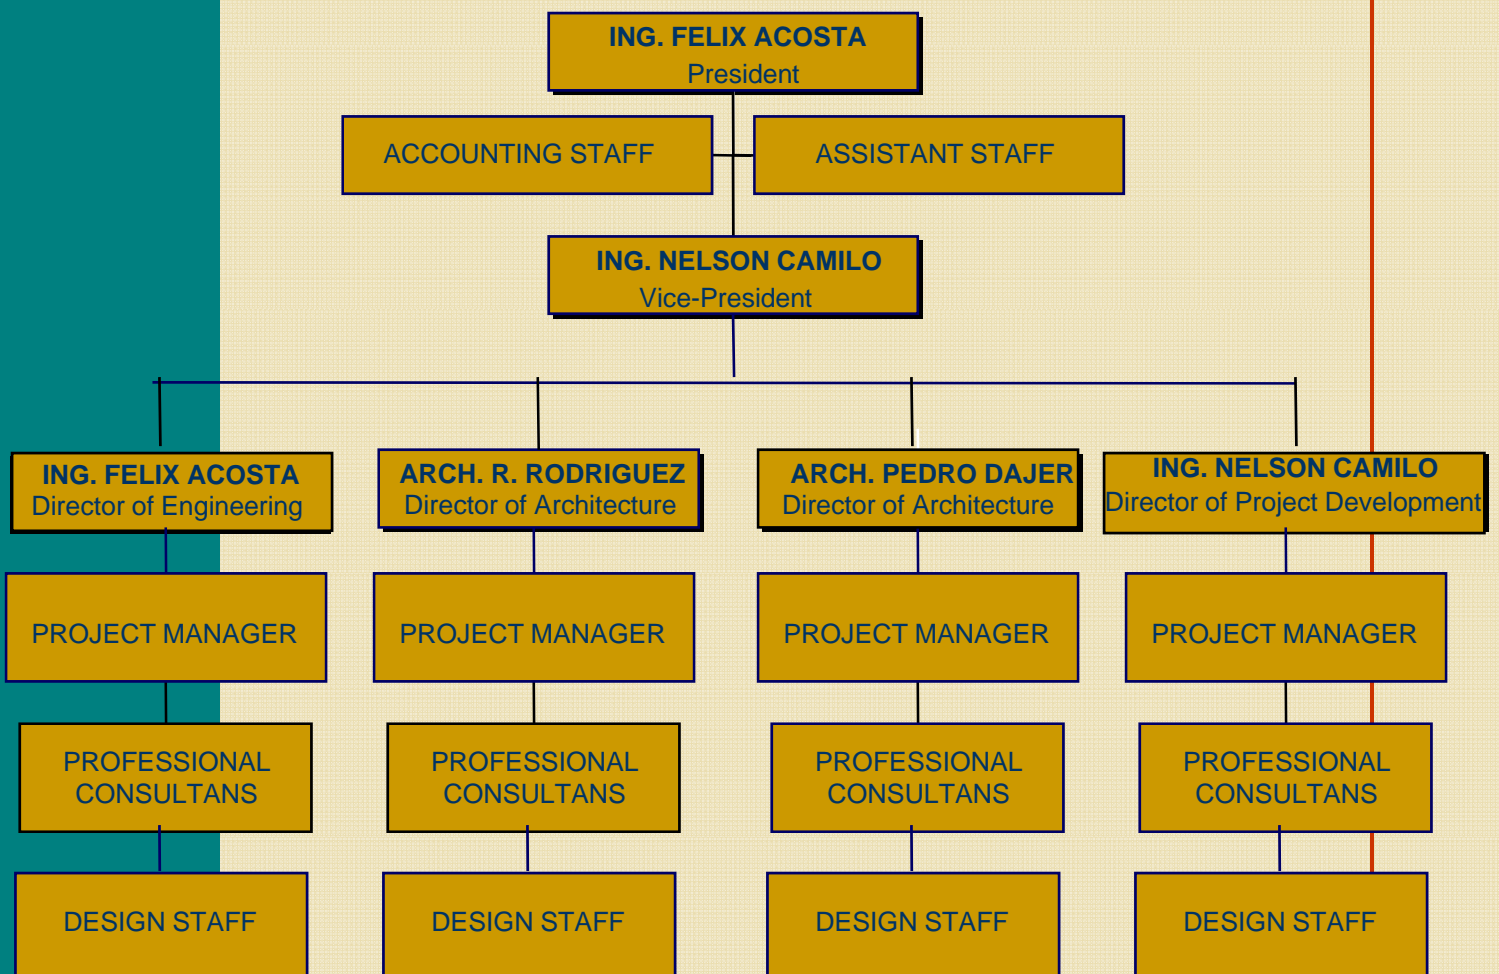 ING. FELIX ACOSTA
President
ACCOUNTING STAFF
ASSISTANT STAFF
ING. NELSON CAMILO
Vice-President
ING. FELIX ACOSTA
Director of Engineering
ARCH. R. RODRIGUEZ
Director of Architecture
ARCH. PEDRO DAJER
Director of Architecture
ING. NELSON CAMILO
Director of Project Development
PROJECT MANAGER
PROJECT MANAGER
PROJECT MANAGER
PROJECT MANAGER
PROFESSIONAL
CONSULTANS
PROFESSIONAL
CONSULTANS
PROFESSIONAL
CONSULTANS
PROFESSIONAL
CONSULTANS
DESIGN STAFF
DESIGN STAFF
DESIGN STAFF
DESIGN STAFF